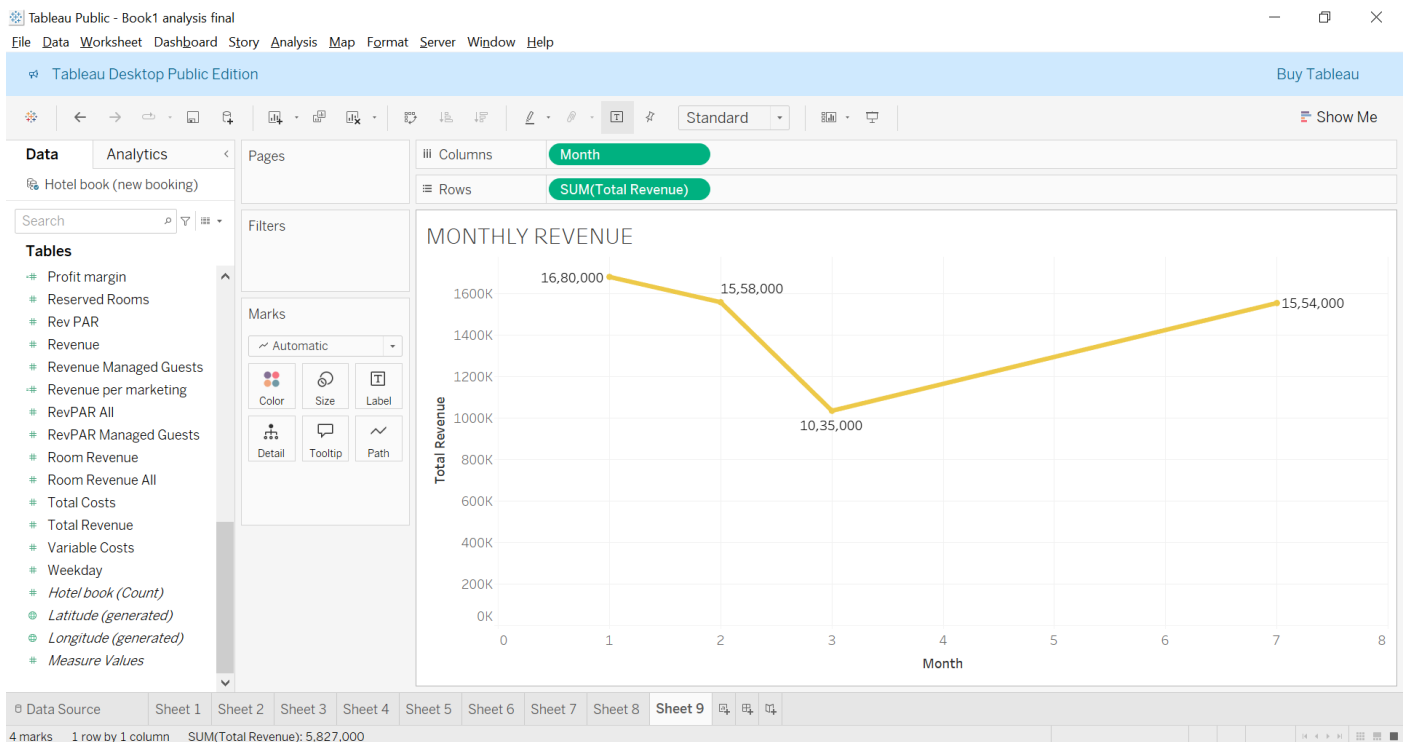 Tableau Public - Book1 analysis final
File Data Worksheet Dashboard Story Analysis Map Format Server Window Help
Tableau Desktop Public Edition
Buy Tableau
Standard
Show Me
Data
Analytics
Hotel book (new booking)
Search
Tables
Profit margin
Reserved Rooms
Rev PAR
Revenue
Revenue Managed Guests
Revenue per marketing
RevPAR All
RevPAR Managed Guests
Room Revenue
Room Revenue All
Total Costs
Total Revenue
Variable Costs
Weekday
Hotel book (Count)
Latitude (generated)
Longitude (generated)
Measure Values
Pages
Filters
Marks
Automatic
Color Size Label
Detail Tooltip Path
Columns
Month
Rows
SUM(Total Revenue)
MONTHLY REVENUE
16,80,000
15,58,000
10,35,000
15,54,000
1600K
1400K
1200K
1000K
800K
600K
400K
200K
0K
Total Revenue
0 1 2 3 4 5 6 7 8
Month
Data Source Sheet 1 Sheet 2 Sheet 3 Sheet 4 Sheet 5 Sheet 6 Sheet 7 Sheet 8 Sheet 9
4 marks 1 row by 1 column SUM(Total Revenue): 5,827,000